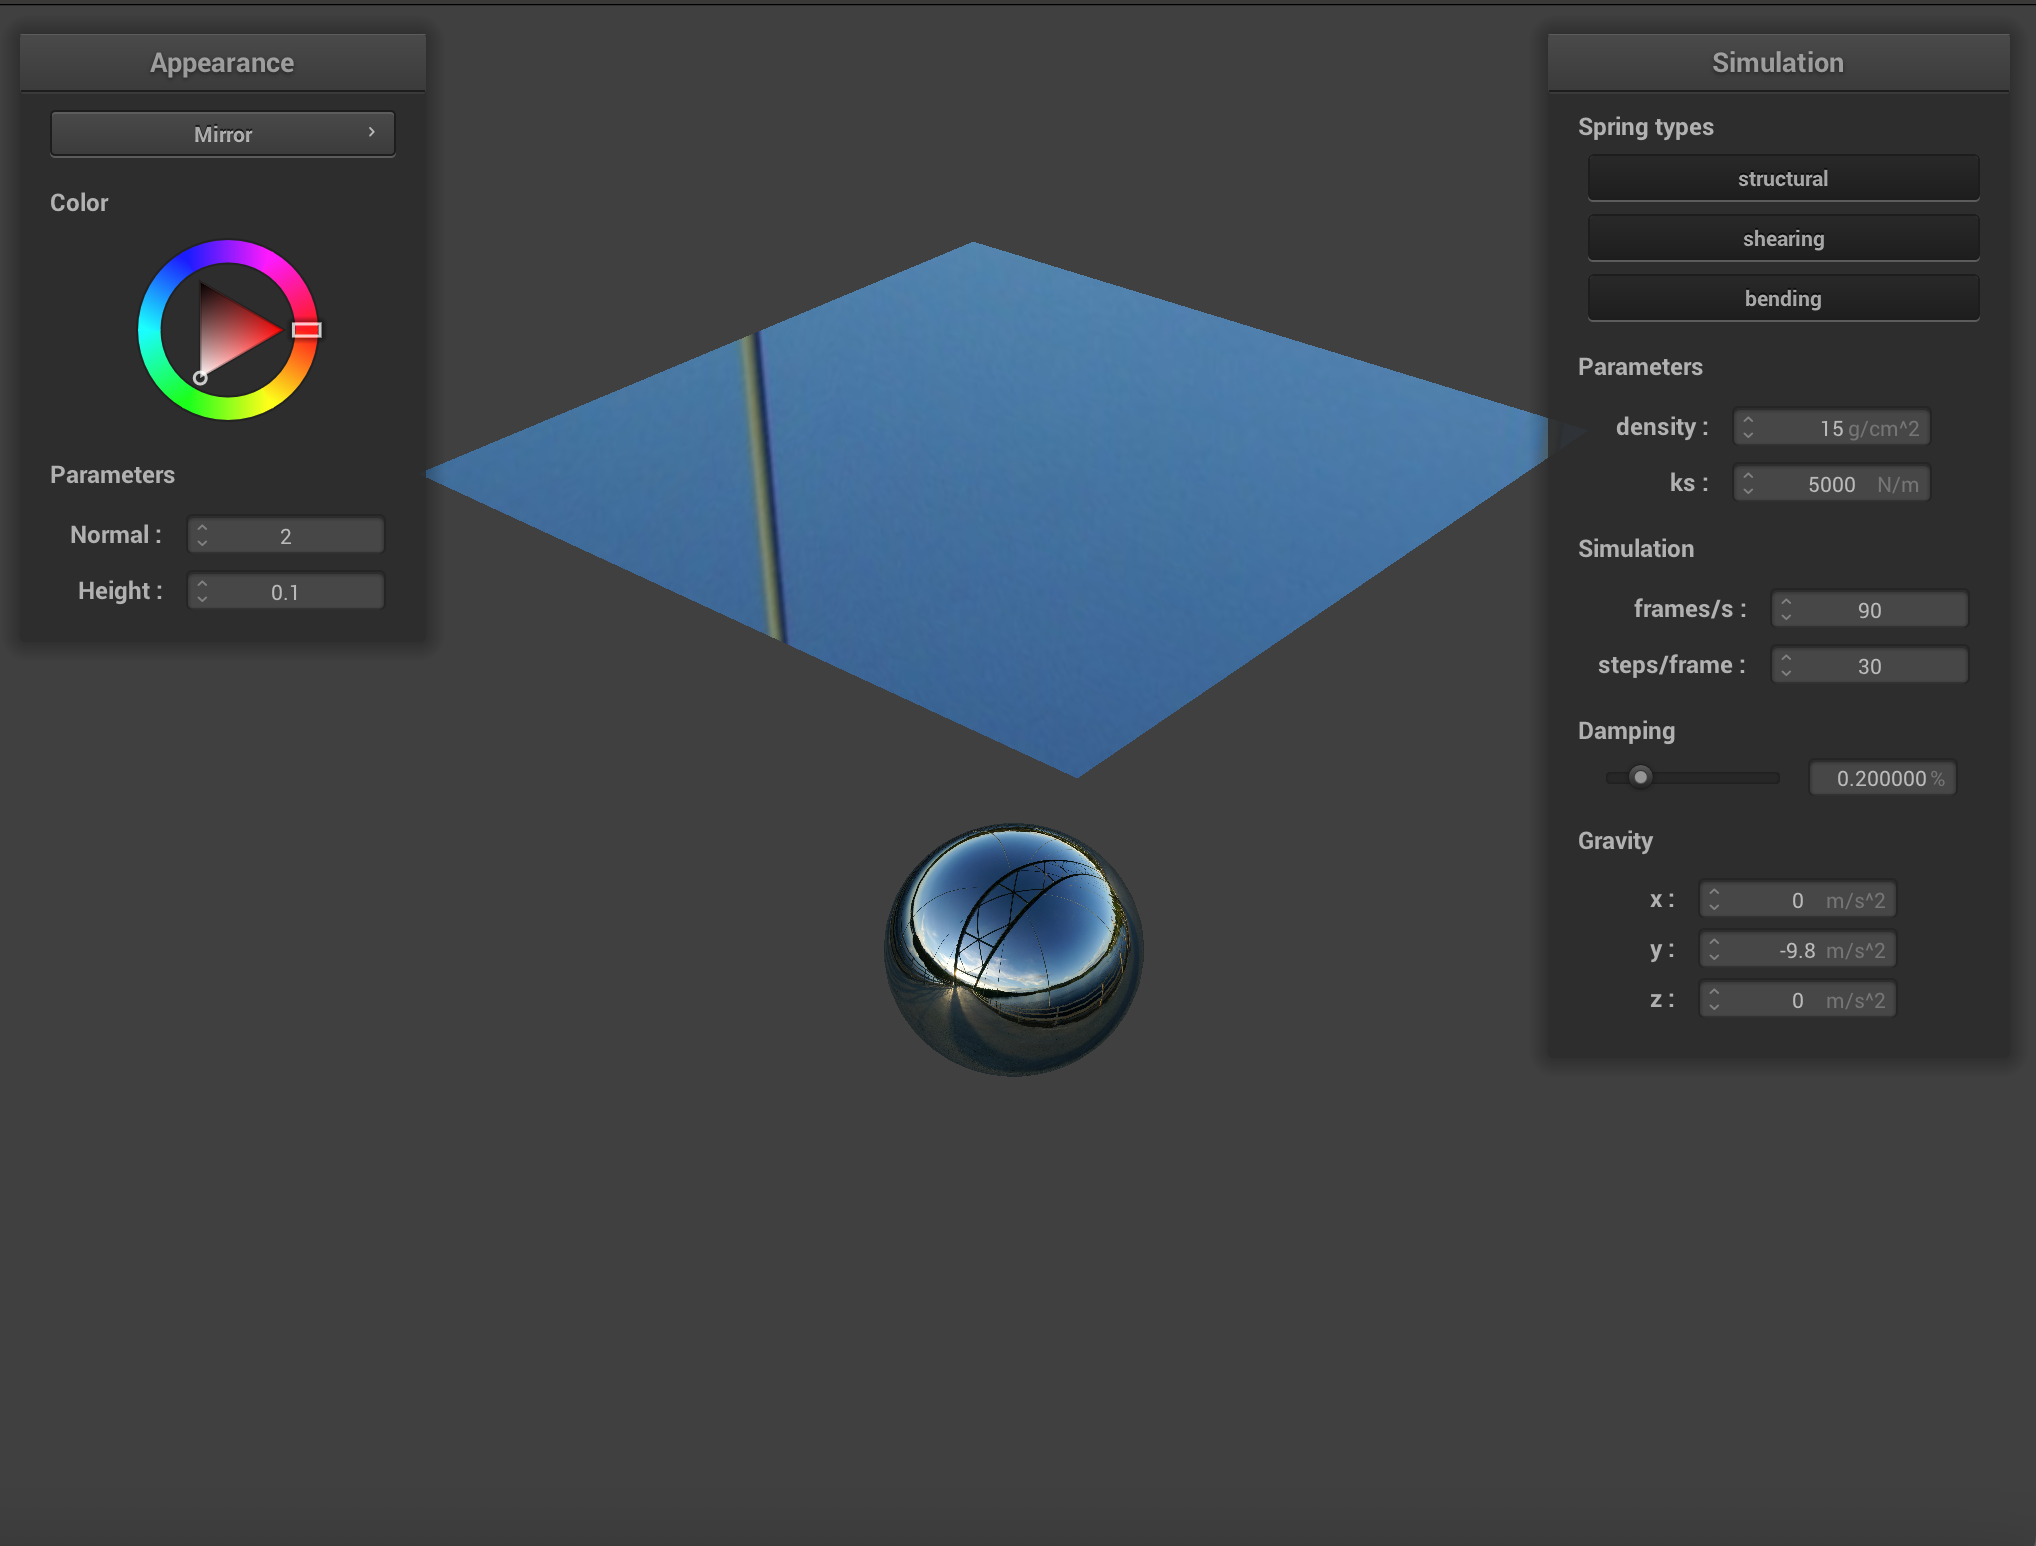 Appearance
Mirror
Color
Parameters
Normal : 2
Height : 0.1
Simulation
Spring types
structural
shearing
bending
Parameters
density : 15 g/cm^2
ks : 5000 N/m
Simulation
frames/s : 90
steps/frame : 30
Damping
0.200000 %
Gravity
x : 0 m/s^2
y : -9.8 m/s^2
z : 0 m/s^2